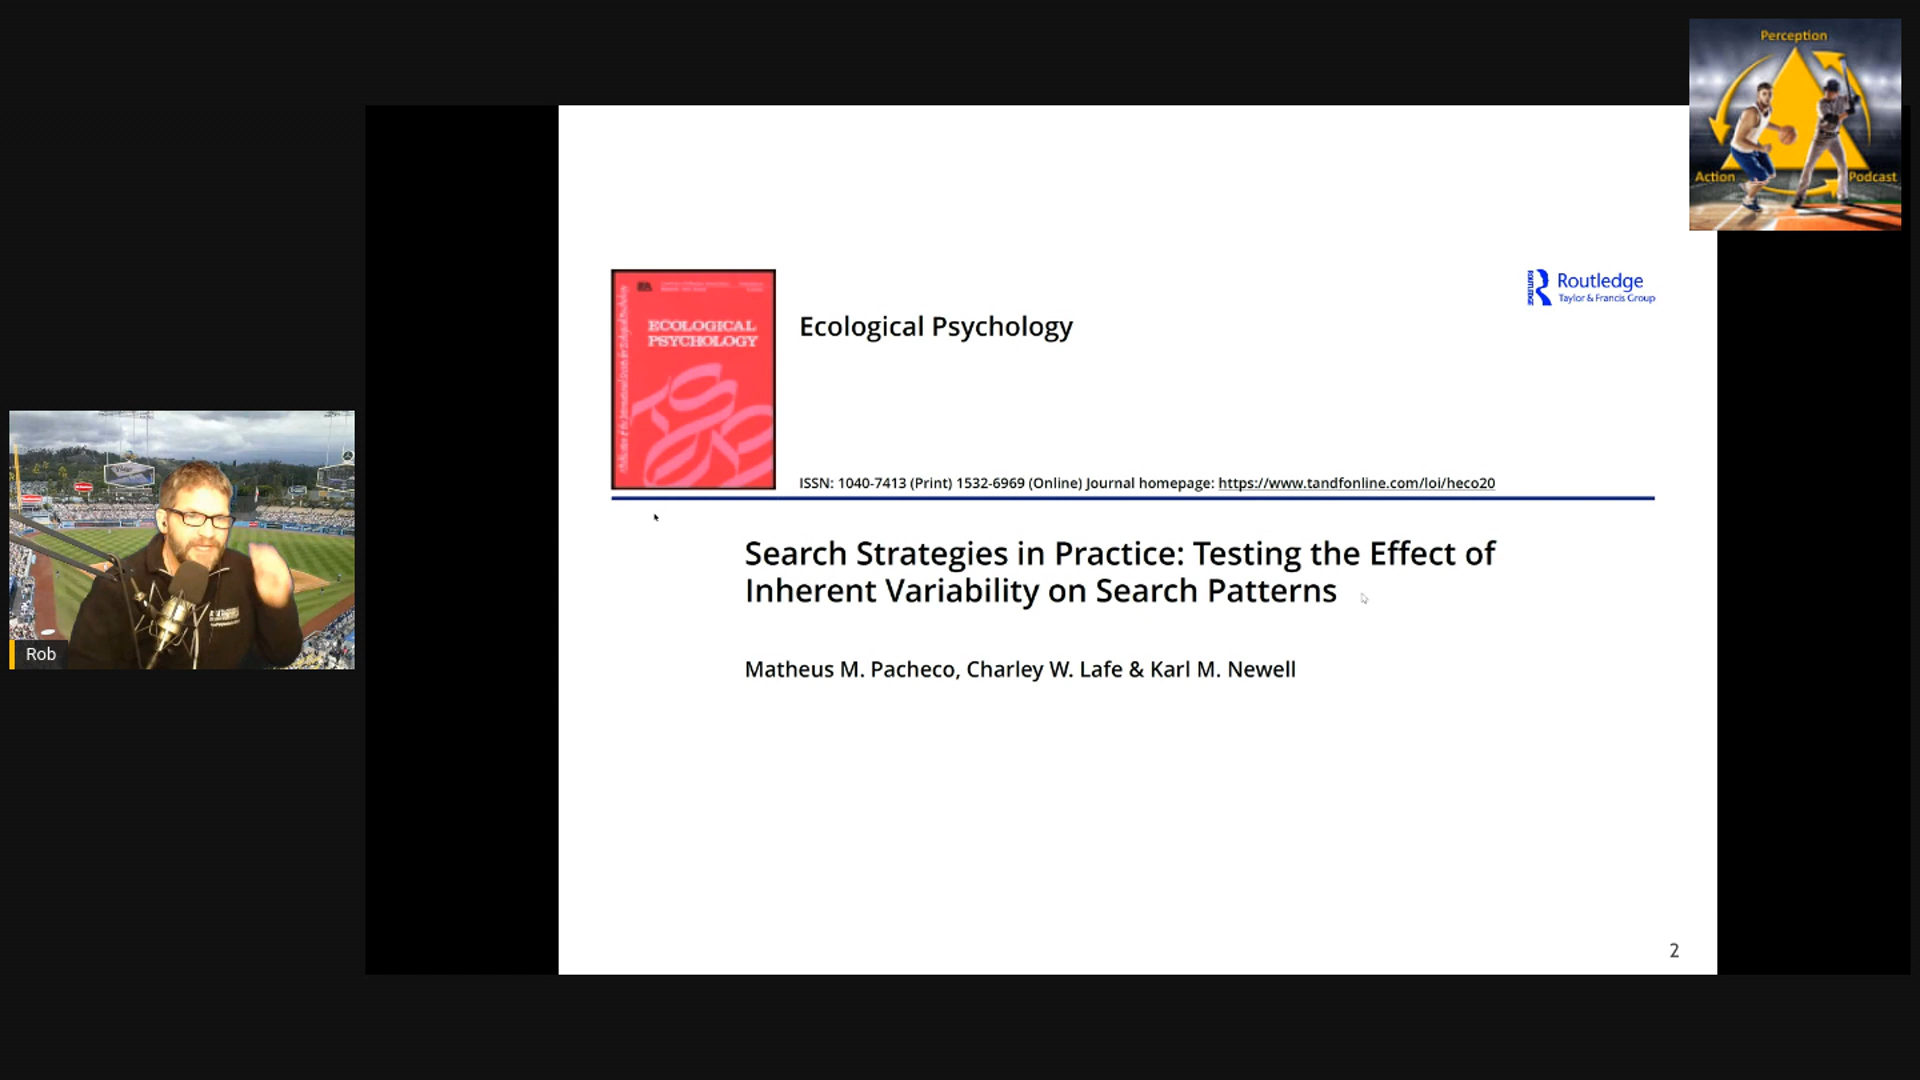 Perception
Action
Podcast
Routledge
Taylor & Francis Group
ROUTLEDGE
ECOLOGICAL
PSYCHOLOGY
Ecological Psychology
ISSN: 1040-7413 (Print) 1532-6969 (Online) Journal homepage: https://www.tandfonline.com/loi/heco20
Search Strategies in Practice: Testing the Effect of
Inherent Variability on Search Patterns
Matheus M. Pacheco, Charley W. Lafe & Karl M. Newell
Rob
2